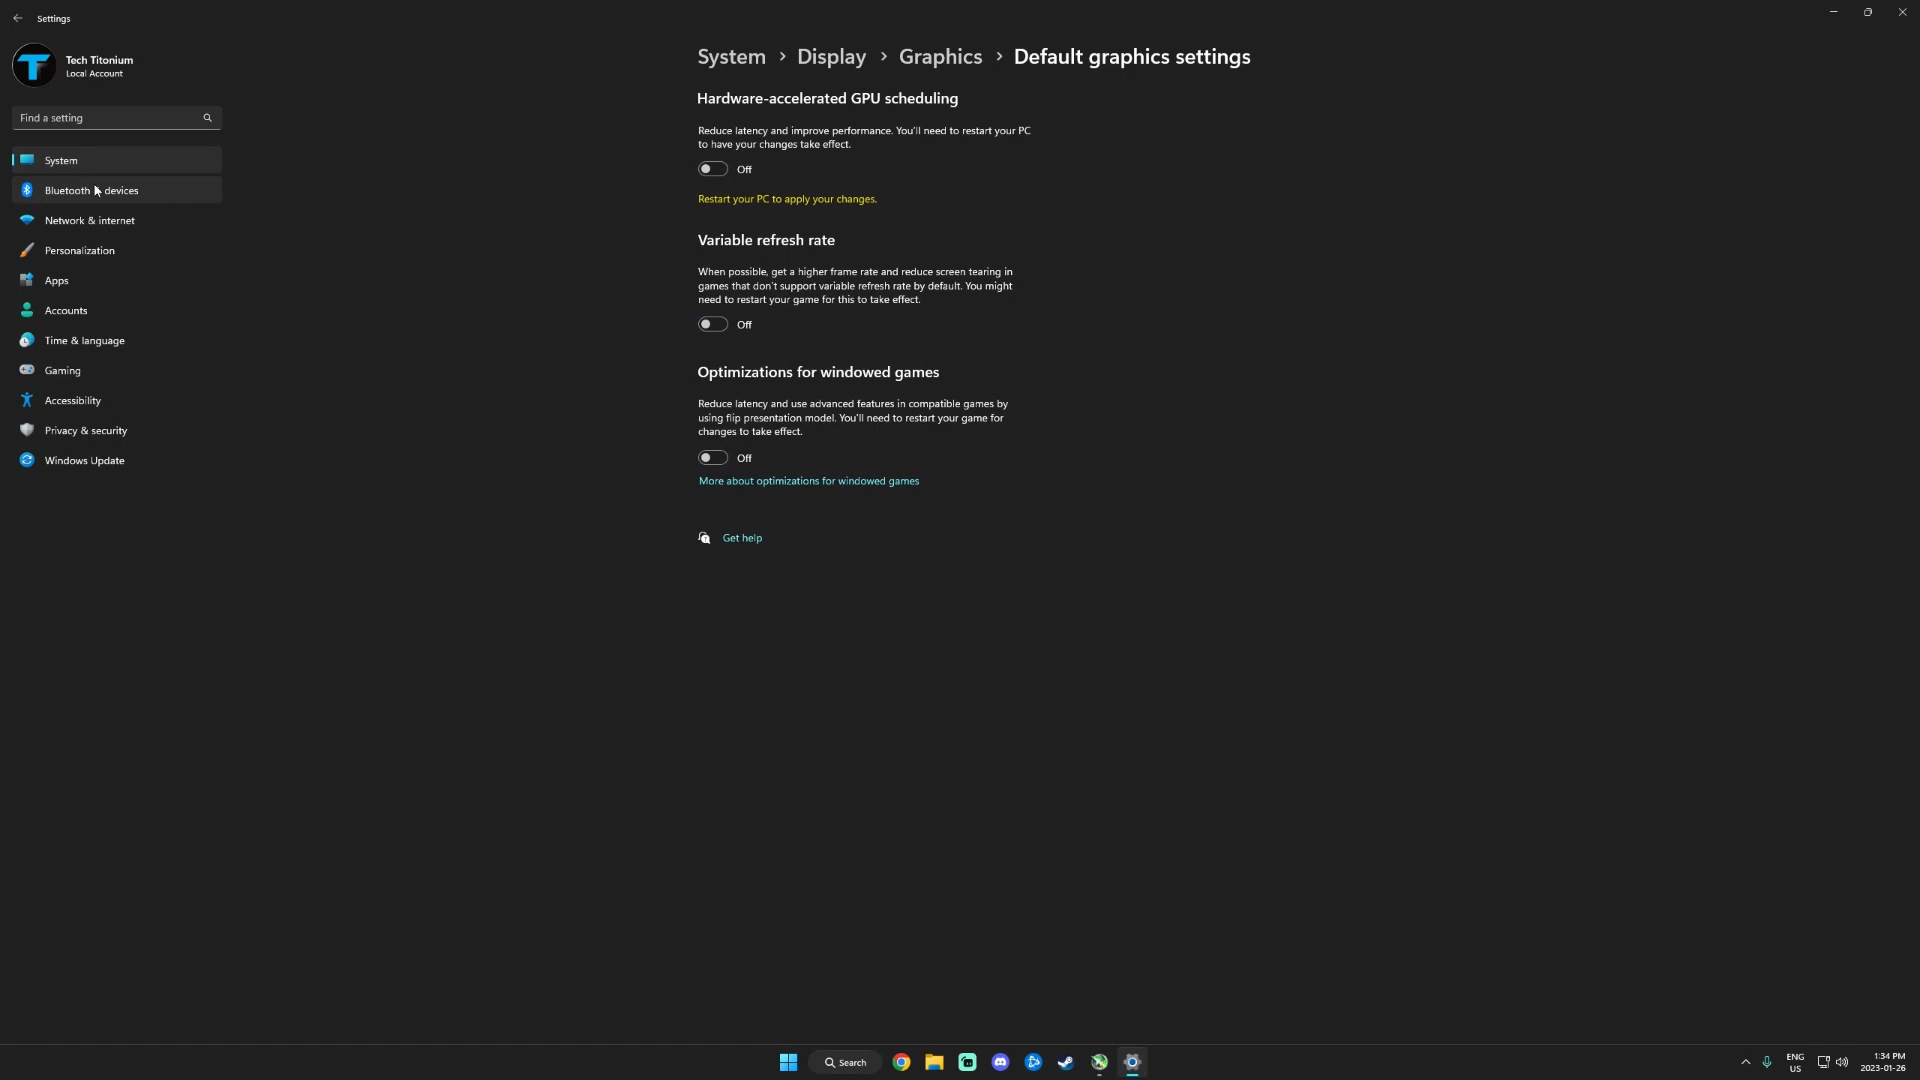 Settings
Tech Titonium
Local Account
Find a setting
System
Bluetooth devices
Network & internet
Personalization
Apps
Accounts
Time & language
Gaming
Accessibility
Privacy & security
Windows Update
System > Display > Graphics > Default graphics settings
Hardware-accelerated GPU scheduling
Reduce latency and improve performance. You'll need to restart your PC
to have your changes take effect.
Off
Restart your PC to apply your changes.
Variable refresh rate
When possible, get a higher frame rate and reduce screen tearing in
games that don't support variable refresh rate by default. You might
need to restart your game for this to take effect.
Off
Optimizations for windowed games
Reduce latency and use advanced features in compatible games by
using flip presentation model. You'll need to restart your game for
changes to take effect.
Off
More about optimizations for windowed games
Get help
Search
ENG
US
1:34 PM
2023-01-26